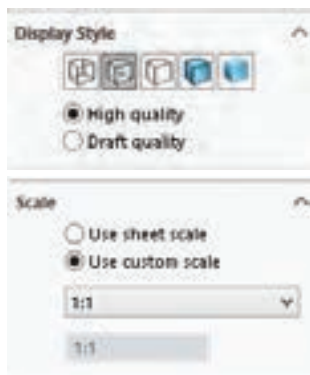 Display Style
High quality
Draft quality
Scale
Use sheet scale
Use custom scale
1:1
1:1